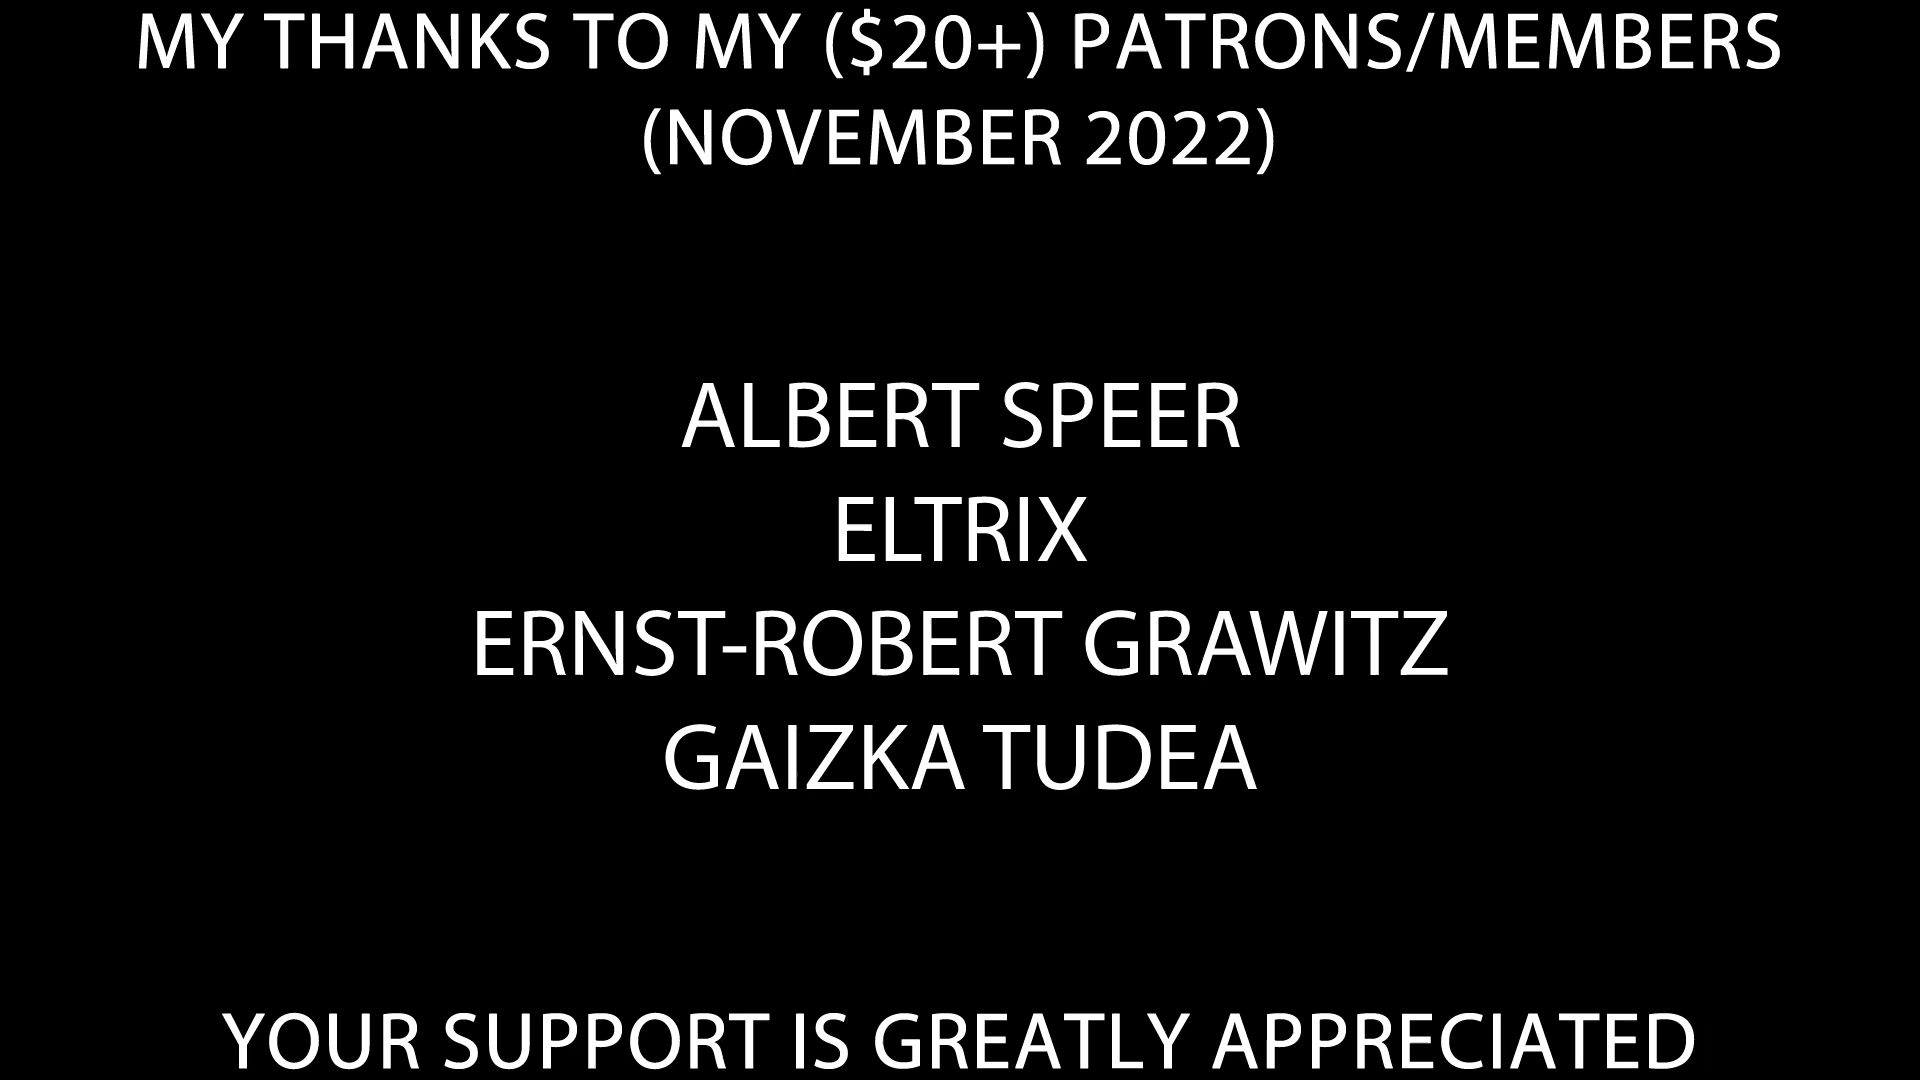 MY THANKS TO MY ($20+) PATRONS/MEMBERS
(NOVEMBER 2022)
ALBERT SPEER
ELTRIX
ERNST-ROBERT GRAWITZ
GAIZKA TUDEA
YOUR SUPPORT IS GREATLY APPRECIATED